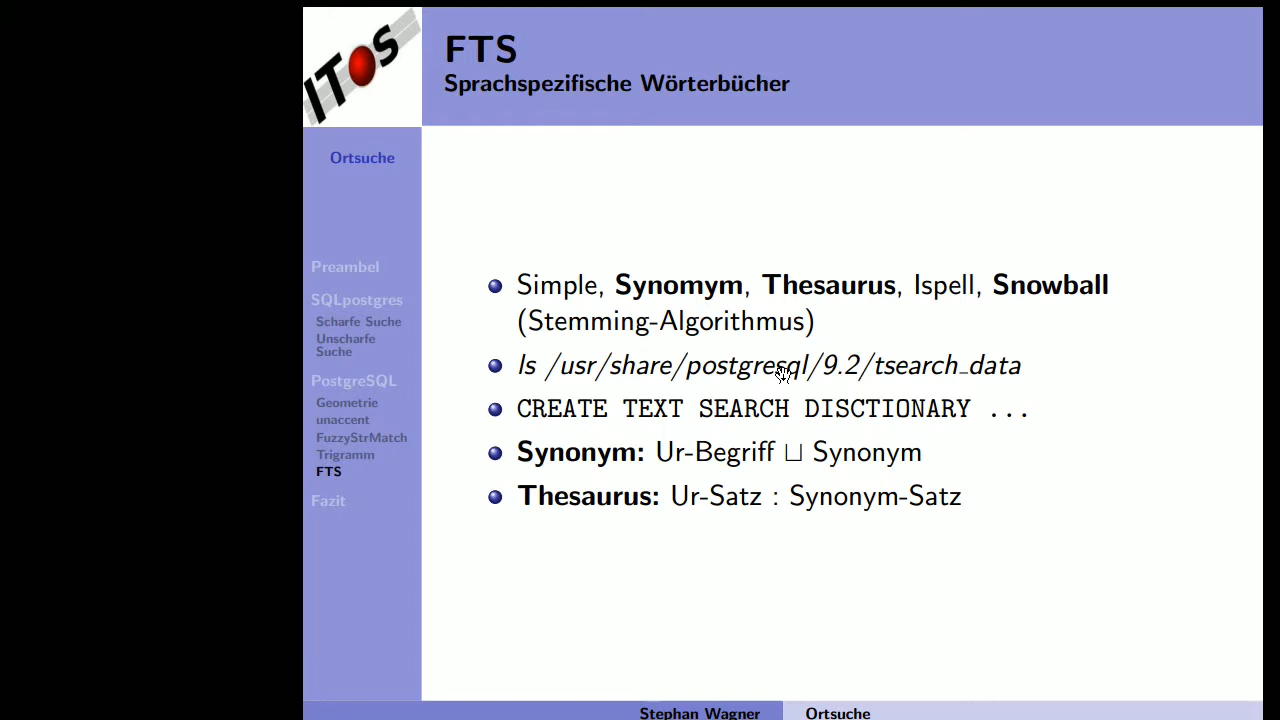 ITOS
FTS
Sprachspezifische Wörterbücher
Ortsuche
Preambel
SQLpostgres
Scharfe Suche
Unscharfe
Suche
PostgreSQL
Geometrie
unaccent
FuzzyStrMatch
Trigramm
FTS
Fazit
Simple, Synomym, Thesaurus, Ispell, Snowball
(Stemming-Algorithmus)
ls /usr/share/postgresql/9.2/tsearch_data
CREATE TEXT SEARCH DISCTIONARY ...
Synonym: Ur-Begriff ⊔ Synonym
Thesaurus: Ur-Satz : Synonym-Satz
Stephan Wagner
Ortsuche